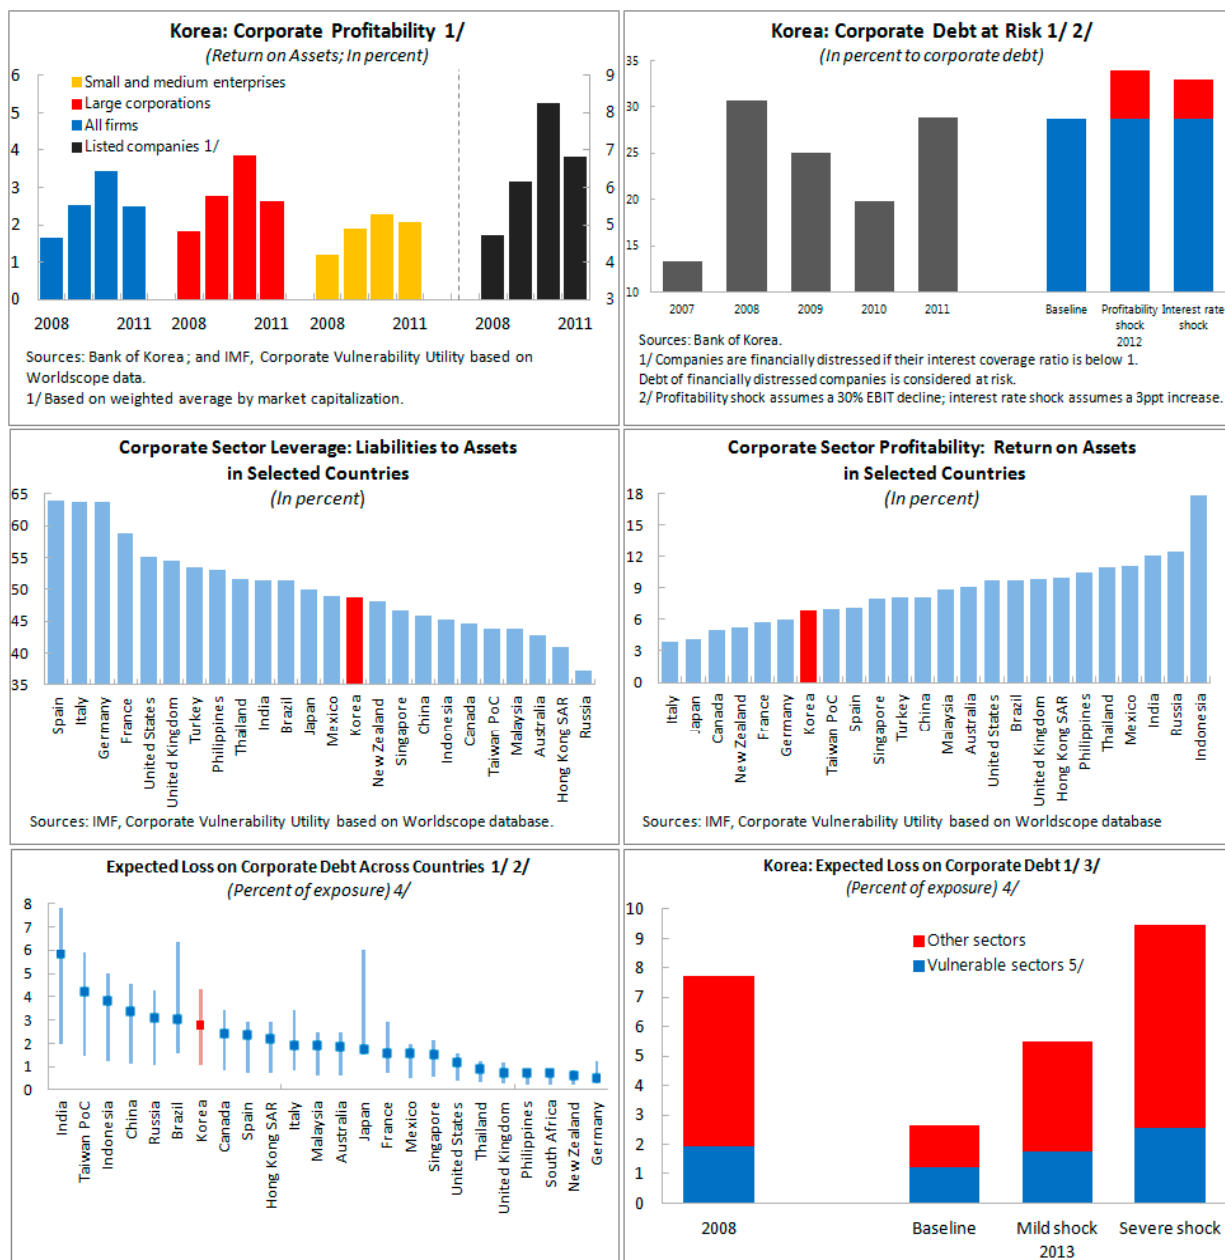 Korea: Corporate Profitability 1/
(Return on Assets; In percent)
6
5
4
3
2
1
0
9
8
7
6
5
4
3
Small and medium enterprises
Large corporations
All firms
Listed companies 1/
2008 2011 2008 2011 2008 2011 2008 2011
Sources: Bank of Korea; and IMF, Corporate Vulnerability Utility based on
Worldscope data.
1/ Based on weighted average by market capitalization.
Korea: Corporate Debt at Risk 1/ 2/
(In percent to corporate debt)
35
30
25
20
15
10
2007 2008 2009 2010 2011 Baseline Profitability Interest rate
shock shock
2012
Sources: Bank of Korea.
1/ Companies are financially distressed if their interest coverage ratio is below 1.
Debt of financially distressed companies is considered at risk.
2/ Profitability shock assumes a 30% EBIT decline; interest rate shock assumes a 3ppt increase.
Corporate Sector Leverage: Liabilities to Assets
in Selected Countries
(In percent)
65
60
55
50
45
40
35
Spain
Italy
Germany
France
United States
United Kingdom
Turkey
Philippines
Thailand
India
Brazil
Japan
Mexico
Korea
New Zealand
Singapore
China
Indonesia
Canada
Taiwan PoC
Malaysia
Australia
Hong Kong SAR
Russia
Sources: IMF, Corporate Vulnerability Utility based on Worldscope database.
Corporate Sector Profitability: Return on Assets
in Selected Countries
(In percent)
18
15
12
9
6
3
0
Italy
Japan
Canada
New Zealand
France
Germany
Korea
Taiwan PoC
Spain
Singapore
Turkey
China
Malaysia
Australia
United States
Brazil
United Kingdom
Hong Kong SAR
Philippines
Thailand
Mexico
India
Russia
Indonesia
Sources: IMF, Corporate Vulnerability Utility based on Worldscope database
Expected Loss on Corporate Debt Across Countries 1/ 2/
(Percent of exposure) 4/
8
7
6
5
4
3
2
1
0
India
Taiwan PoC
Indonesia
China
Russia
Brazil
Korea
Canada
Spain
Hong Kong SAR
Italy
Malaysia
Australia
Japan
France
Mexico
Singapore
United States
Thailand
United Kingdom
Philippines
South Africa
New Zealand
Germany
Korea: Expected Loss on Corporate Debt 1/ 3/
(Percent of exposure) 4/
10
9
8
7
6
5
4
3
2
1
0
Other sectors
Vulnerable sectors 5/
2008 Baseline Mild shock Severe shock
2013